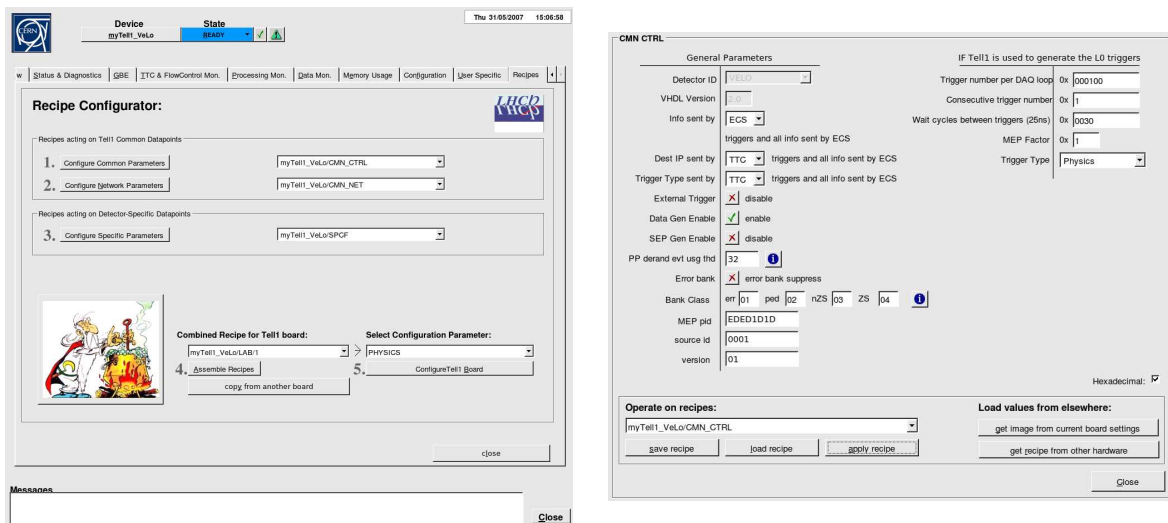 CERN
Device State
myTell1_VeLo READY
Thu 31/05/2007 15:06:58
w Status & Diagnostics GBE TTC & FlowControl Mon. Processing Mon. Data Mon. Memory Usage Configuration User Specific Recipes
Recipe Configurator:
LHCb
Recipes acting on Tell1 Common Datapoints
1. Configure Common Parameters myTell1_VeLo/CMN_CTRL
2. Configure Network Parameters myTell1_VeLo/CMN_NET
Recipes acting on Detector-Specific Datapoints
3. Configure Specific Parameters myTell1_VeLo/SPCF
Combined Recipe for Tell1 board: Select Configuration Parameter:
myTell1_VeLo/LAB/1 > PHYSICS
4. Assemble Recipes 5. ConfigureTell1 Board
copy from another board
close
Messages
Close
CMN CTRL
General Parameters
Detector ID VELO
VHDL Version 2.0
Info sent by ECS
triggers and all info sent by ECS
Dest IP sent by TTC triggers and all info sent by ECS
Trigger Type sent by TTC triggers and all info sent by ECS
External Trigger disable
Data Gen Enable enable
SEP Gen Enable disable
PP derand evt usg thd 32
Error bank error bank suppress
Bank Class err 01 ped 02 nZS 03 ZS 04
MEP pid EDED1D1D
source id 0001
version 01
IF Tell1 is used to generate the L0 triggers
Trigger number per DAQ loop 0x 000100
Consecutive trigger number 0x 1
Wait cycles between triggers (25ns) 0x 0030
MEP Factor 0x 1
Trigger Type Physics
Hexadecimal:
Operate on recipes:
myTell1_VeLo/CMN_CTRL
save recipe load recipe apply recipe
Load values from elsewhere:
get image from current board settings
get recipe from other hardware
Close